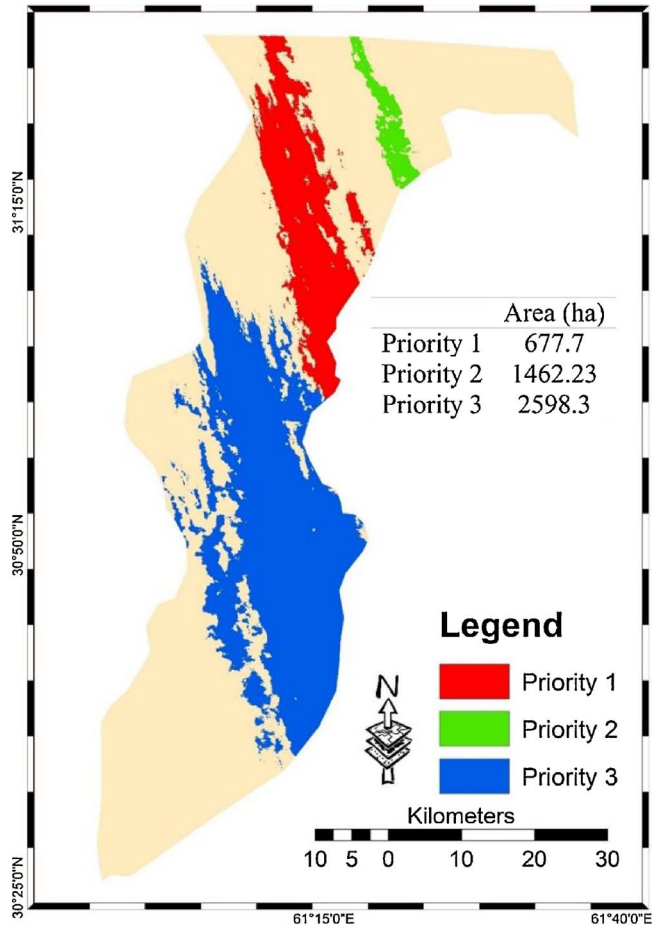 31°15'0"N
Area (ha)
Priority 1 677.7
Priority 2 1462.23
Priority 3 2598.3
30°50'0"N
Legend
N
Priority 1
Priority 2
Priority 3
Kilometers
10 5 0 10 20 30
30°25'0"N
61°15'0"E 61°40'0"E